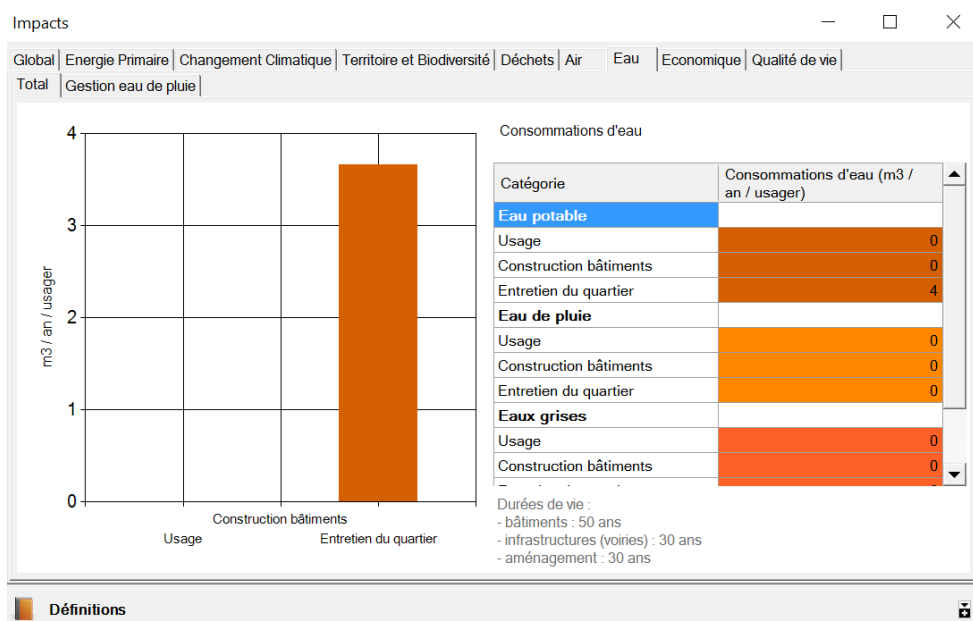 Impacts
Global Energie Primaire Changement Climatique Territoire et Biodiversité Déchets Air Eau Economique Qualité de vie
Total Gestion eau de pluie
4
3
2
1
0
m3 / an / usager
Construction bâtiments
Usage Entretien du quartier
Consommations d'eau
Catégorie Consommations d'eau (m3 /
an / usager)
Eau potable
Usage 0
Construction bâtiments 0
Entretien du quartier 4
Eau de pluie
Usage 0
Construction bâtiments 0
Entretien du quartier 0
Eaux grises
Usage 0
Construction bâtiments 0
Durées de vie :
- bâtiments : 50 ans
- infrastructures (voiries) : 30 ans
- aménagement : 30 ans
Définitions